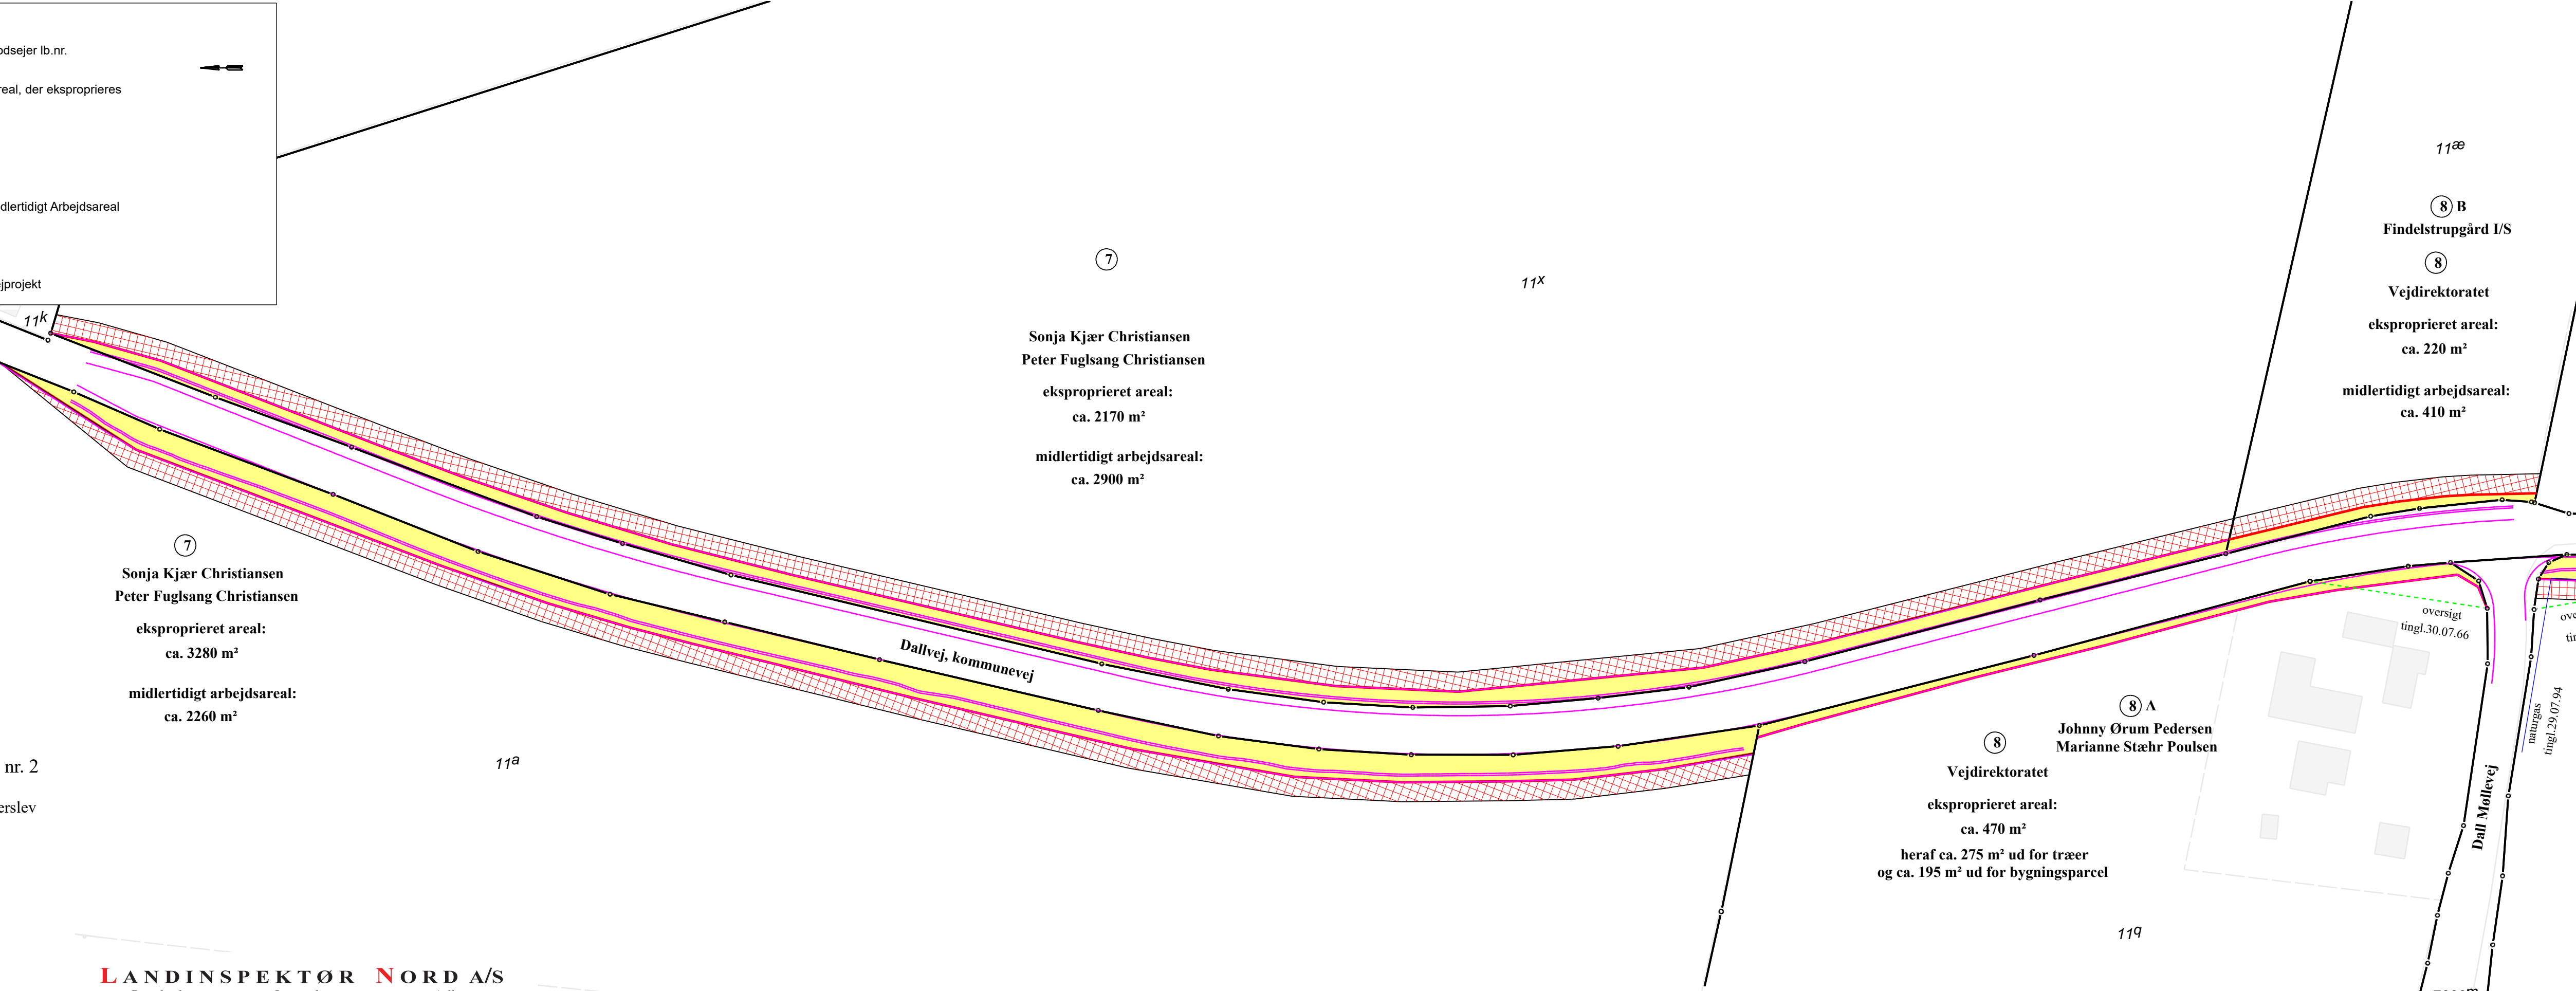 lb.nr.
der eksproprieres
Arbejdsareal
11k
7
Sonja Kjær Christiansen
Peter Fuglsang Christiansen
eksproprieret areal:
ca. 2170 m²
midlertidigt arbejdsareal:
ca. 2900 m²
11x
11æ
8 B
Findelstrupgård I/S
8
Vejdirektoratet
eksproprieret areal:
ca. 220 m²
midlertidigt arbejdsareal:
ca. 410 m²
7
Sonja Kjær Christiansen
Peter Fuglsang Christiansen
eksproprieret areal:
ca. 3280 m²
midlertidigt arbejdsareal:
ca. 2260 m²
Dallvej, kommunevej
11a
nr. 2
oversigt
tingl.30.07.66
naturgas
tingl.29.07.94
Dall Møllevej
8 A
Johnny Ørum Pedersen
Marianne Stæhr Poulsen
8
Vejdirektoratet
eksproprieret areal:
ca. 470 m²
heraf ca. 275 m² ud for træer
og ca. 195 m² ud for bygningsparcel
11q
LANDINSPEKTØR NORD A/S